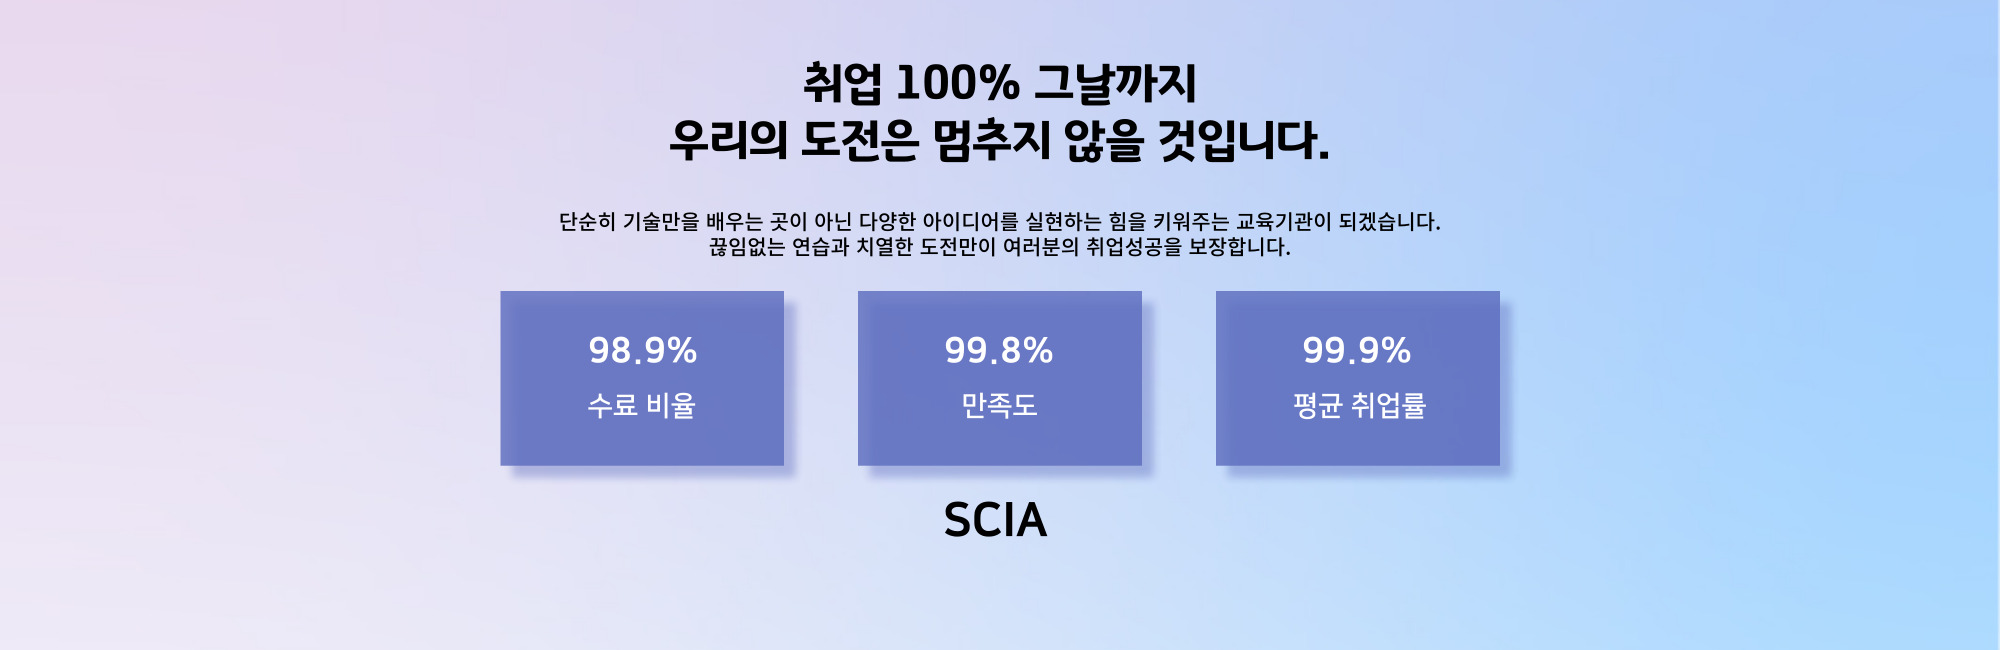 취업 100% 그날까지
우리의 도전은 멈추지 않을 것입니다.
단순히 기술만을 배우는 곳이 아닌 다양한 아이디어를 실현하는 힘을 키워주는 교육기관이 되겠습니다.
끊임없는 연습과 치열한 도전만이 여러분의 취업성공을 보장합니다.
98.9%
수료 비율
99.8%
만족도
99.9%
평균 취업률
SCIA